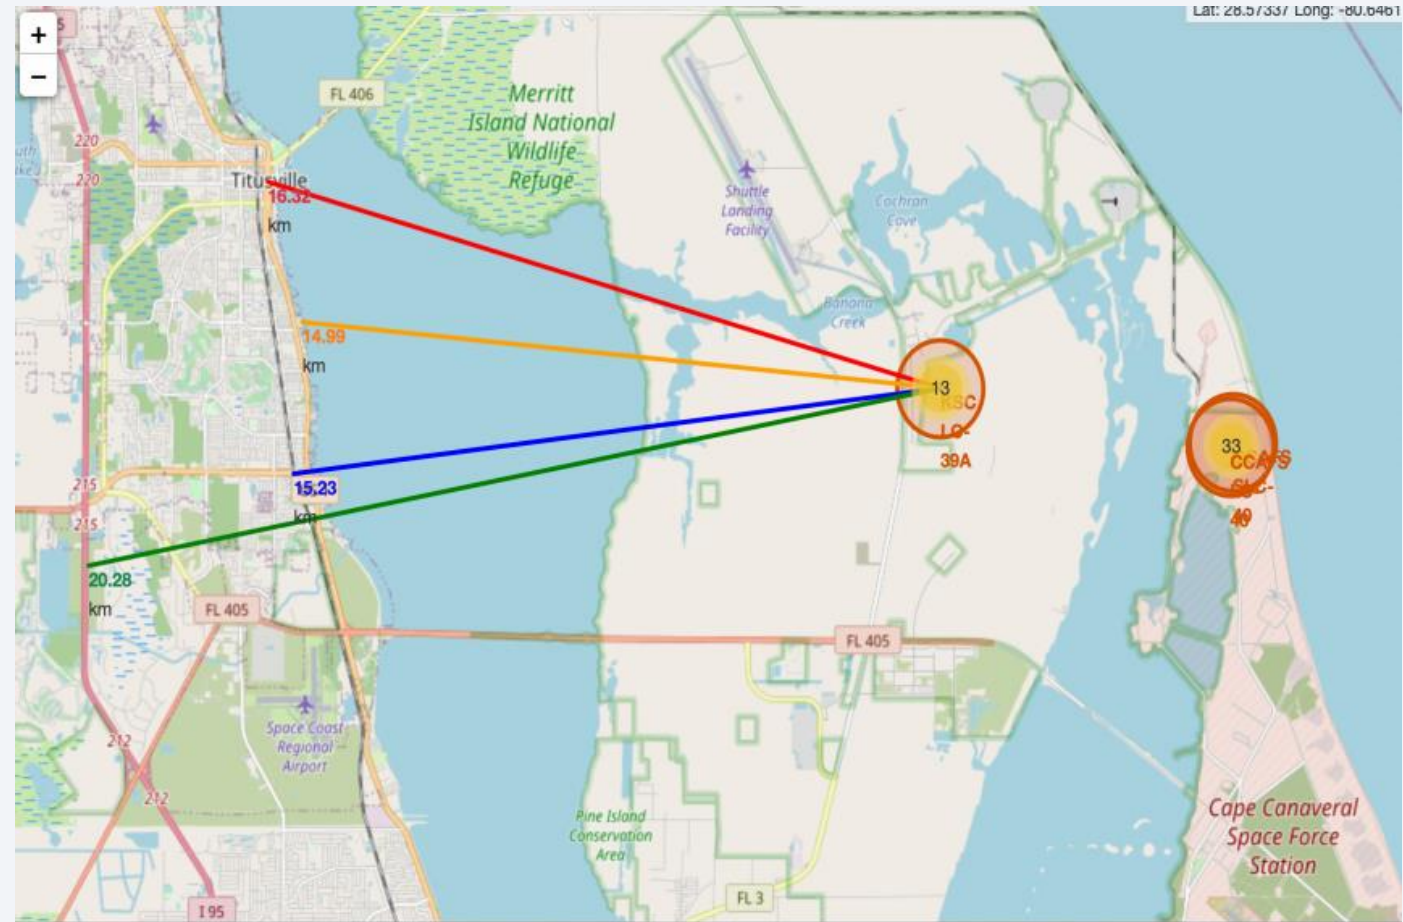 +
−
5
Lat: 28.57337 Long: -80.6461
FL 406
Merritt
Island National
Wildlife
Refuge
220
220
Titusville
16.32
km
Shuttle
Landing
Facility
Cochran
Cove
Banana
Creek
14.99
km
13
KSC
LC-
39A
33
40
215
215
15.23
km
20.28
km
FL 405
FL 405
Space Coast
Regional
Airport
212
212
Pine Island
Conservation
Area
Cape Canaveral
Space Force
Station
FL 3
I 95